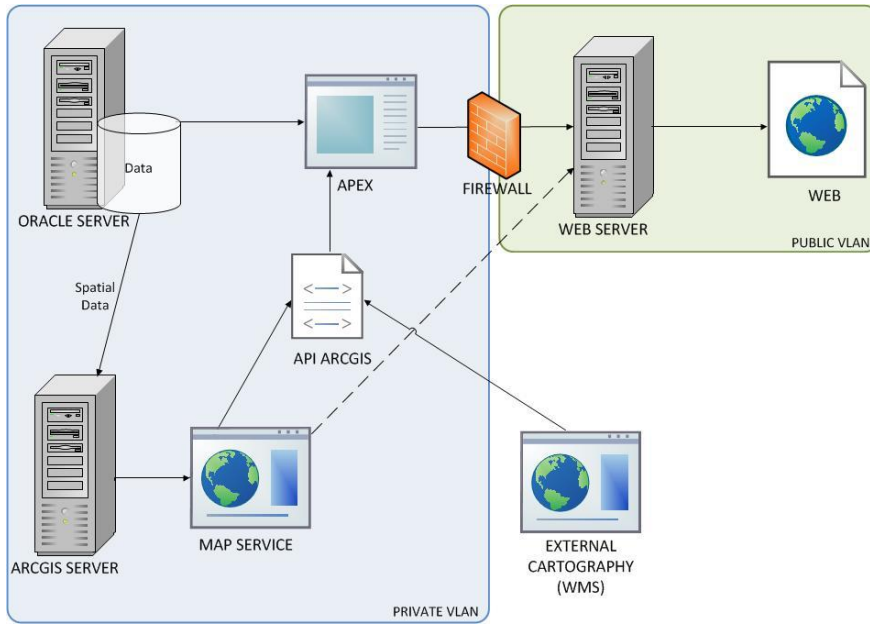 Data
ORACLE SERVER
APEX
FIREWALL
WEB SERVER
WEB
PUBLIC VLAN
Spatial
Data
< >
< >
API ARCGIS
ARCGIS SERVER
MAP SERVICE
EXTERNAL
CARTOGRAPHY
(WMS)
PRIVATE VLAN